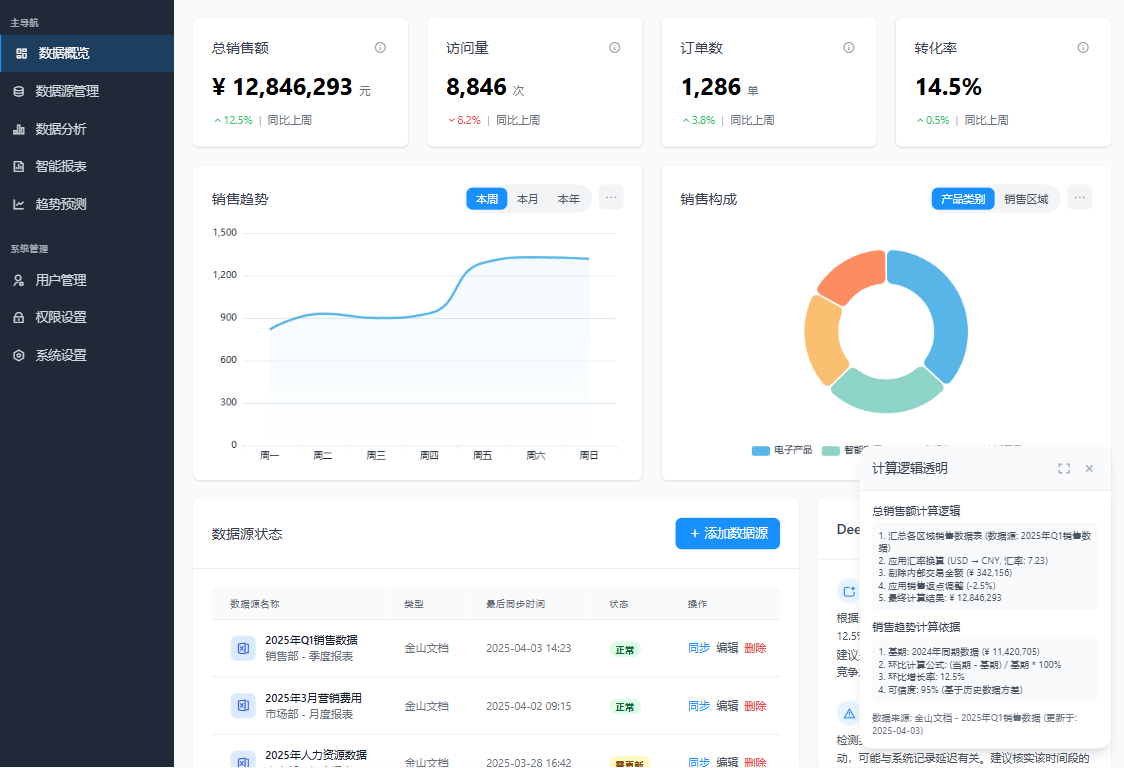 主导航
数据概览
数据源管理
数据分析
智能报表
趋势预测
系统管理
用户管理
权限设置
系统设置
总销售额
¥ 12,846,293 元
12.5% | 同比上周
访问量
8,846 次
8.2% | 同比上周
订单数
1,286 单
3.8% | 同比上周
转化率
14.5%
0.5% | 同比上周
销售趋势
本周 本月 本年 ...
1,500
1,200
900
600
300
0
周一 周二 周三 周四 周五 周六 周日
销售构成
产品类别 销售区域 ...
电子产品 智能
数据源状态
+ 添加数据源
数据源名称 类型 最后同步时间 状态 操作
2025年Q1销售数据
销售部 - 季度报表
金山文档 2025-04-03 14:23 正常 同步 编辑 删除
2025年3月营销费用
市场部 - 月度报表
金山文档 2025-04-02 09:15 正常 同步 编辑 删除
2025年人力资源数据
金山文档 2025-03-28 16:42 需更新 同步 编辑 删除
Dee
根据
12.5%
建议
竞争
检测
动，可能与系统记录延迟有关。建议核实该时间段的
计算逻辑透明
总销售额计算逻辑
1. 汇总各区域销售数据表 (数据源: 2025年Q1销售数
据)
2. 应用汇率换算 (USD → CNY, 汇率: 7.23)
3. 剔除内部交易金额 (¥ 342,156)
4. 应用销售返点调整 (-2.5%)
5. 最终计算结果: ¥ 12,846,293
销售趋势计算依据
1. 基期: 2024年同期数据 (¥ 11,420,705)
2. 环比计算公式: (当期 - 基期) / 基期 * 100%
3. 环比增长率: 12.5%
4. 可信度: 95% (基于历史数据方差)
数据来源: 金山文档 - 2025年Q1销售数据 (更新于:
2025-04-03)